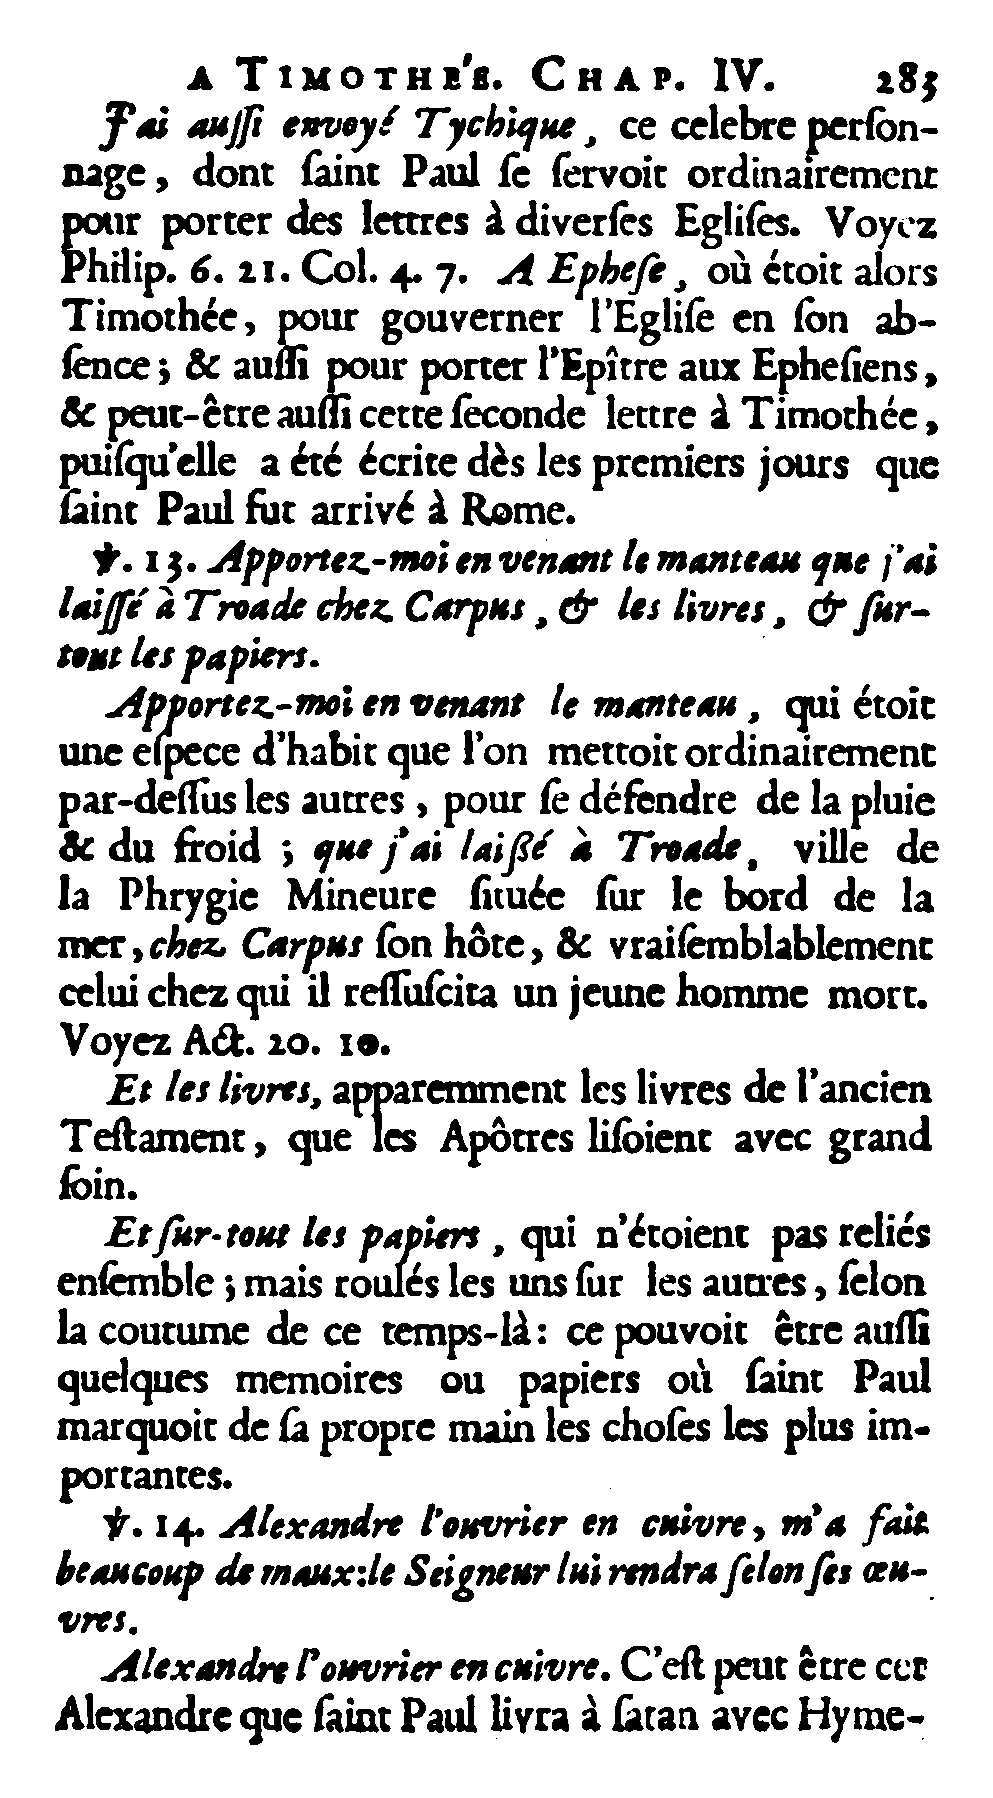 A TIMOTHÉE. CHAP. IV. 285
J'ai auſſi envoyé Tychique, ce celebre perſon-
nage, dont ſaint Paul ſe ſervoit ordinairement
pour porter des lettres à diverſes Egliſes. Voyez
Philip. 6. 21. Col. 4. 7. A Epheſe, où étoit alors
Timothée, pour gouverner l'Egliſe en ſon ab-
ſence; & auſſi pour porter l'Epître aux Epheſiens,
& peut-être auſſi cette ſeconde lettre à Timothée,
puiſqu'elle a été écrite dès les premiers jours que
ſaint Paul fut arrivé à Rome.
℣. 13. Apportez-moi en venant le manteau que j'ai
laiſſé à Troade chez Carpus, & les livres, & ſur-
tout les papiers.
Apportez-moi en venant le manteau, qui étoit
une eſpece d'habit que l'on mettoit ordinairement
par-deſſus les autres, pour ſe défendre de la pluie
& du froid; que j'ai laißé à Troade, ville de
la Phrygie Mineure ſituée ſur le bord de la
mer, chez Carpus ſon hôte, & vraiſemblablement
celui chez qui il reſſuſcita un jeune homme mort.
Voyez Act. 20. 10.
Et les livres, apparemment les livres de l'ancien
Teſtament, que les Apôtres liſoient avec grand
ſoin.
Et ſur-tout les papiers, qui n'étoient pas reliés
enſemble; mais roulés les uns ſur les autres, ſelon
la coutume de ce temps-là: ce pouvoit être auſſi
quelques memoires ou papiers où ſaint Paul
marquoit de ſa propre main les choſes les plus im-
portantes.
℣. 14. Alexandre l'ouvrier en cuivre, m'a fait
beaucoup de maux: le Seigneur lui rendra ſelon ſes œu-
vres.
Alexandre l'ouvrier en cuivre. C'eſt peut être cet
Alexandre que ſaint Paul livra à ſatan avec Hyme-